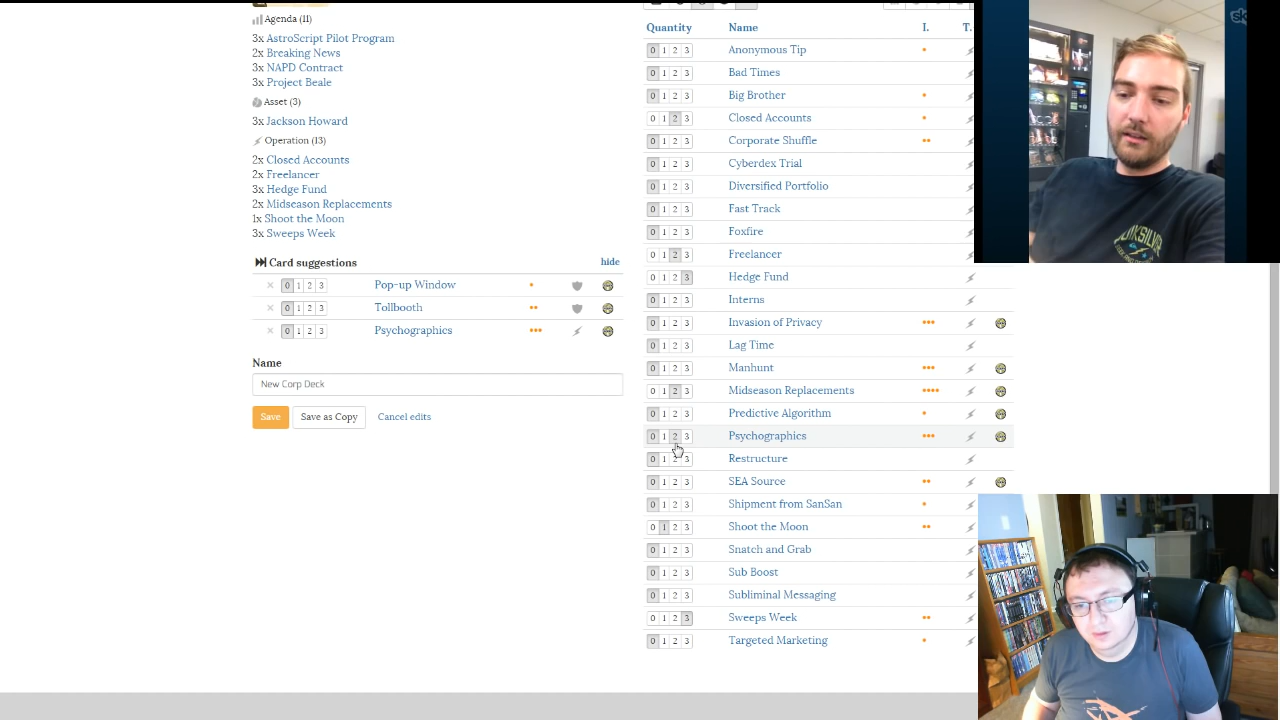 Agenda (11)
3x AstroScript Pilot Program
2x Breaking News
3x NAPD Contract
3x Project Beale
Asset (3)
3x Jackson Howard
Operation (13)
2x Closed Accounts
2x Freelancer
3x Hedge Fund
2x Midseason Replacements
1x Shoot the Moon
3x Sweeps Week
Card suggestions hide
× 0 1 2 3 Pop-up Window
× 0 1 2 3 Tollbooth
× 0 1 2 3 Psychographics
Name
New Corp Deck
Save Save as Copy Cancel edits
Quantity Name I. T.
0 1 2 3 Anonymous Tip
0 1 2 3 Bad Times
0 1 2 3 Big Brother
0 1 2 3 Closed Accounts
0 1 2 3 Corporate Shuffle
0 1 2 3 Cyberdex Trial
0 1 2 3 Diversified Portfolio
0 1 2 3 Fast Track
0 1 2 3 Foxfire
0 1 2 3 Freelancer
0 1 2 3 Hedge Fund
0 1 2 3 Interns
0 1 2 3 Invasion of Privacy
0 1 2 3 Lag Time
0 1 2 3 Manhunt
0 1 2 3 Midseason Replacements
0 1 2 3 Predictive Algorithm
0 1 2 3 Psychographics
0 1 2 3 Restructure
0 1 2 3 SEA Source
0 1 2 3 Shipment from SanSan
0 1 2 3 Shoot the Moon
0 1 2 3 Snatch and Grab
0 1 2 3 Sub Boost
0 1 2 3 Subliminal Messaging
0 1 2 3 Sweeps Week
0 1 2 3 Targeted Marketing
QUIKSILVER